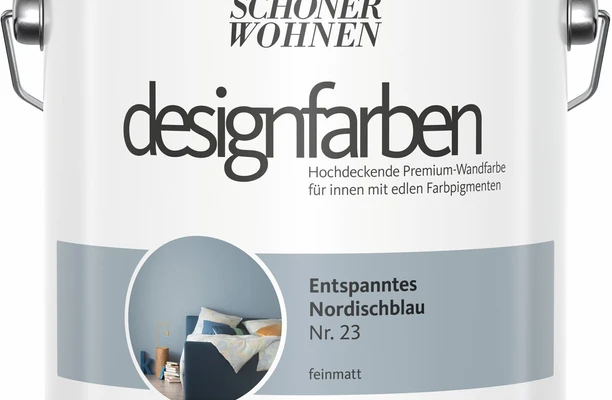 SCHÖNER
WOHNEN
designfarben
Hochdeckende Premium-Wandfarbe
für innen mit edlen Farbpigmenten
Entspanntes
Nordischblau
Nr. 23
feinmatt